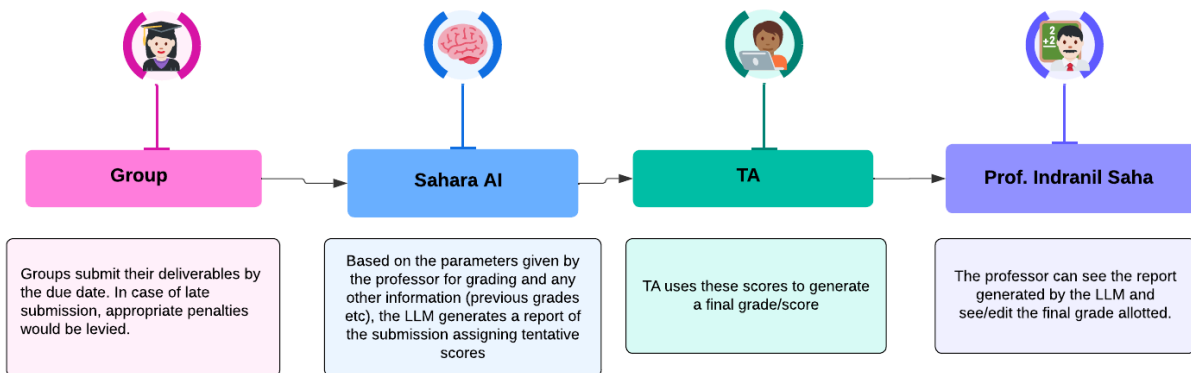 2
+2
Group
Sahara AI
TA
Prof. Indranil Saha
Groups submit their deliverables by
the due date. In case of late
submission, appropriate penalties
would be levied.
Based on the parameters given by
the professor for grading and any
other information (previous grades
etc), the LLM generates a report of
the submission assigning tentative
scores
TA uses these scores to generate
a final grade/score
The professor can see the report
generated by the LLM and
see/edit the final grade allotted.